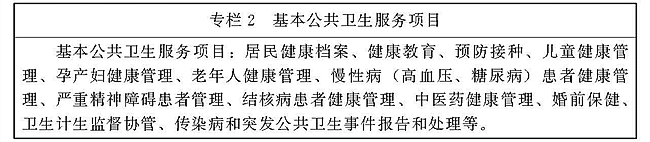 专栏 2 基本公共卫生服务项目
基本公共卫生服务项目：居民健康档案、健康教育、预防接种、儿童健康管
理、孕产妇健康管理、老年人健康管理、慢性病（高血压、糖尿病）患者健康管
理、严重精神障碍患者管理、结核病患者健康管理、中医药健康管理、婚前保健、
卫生计生监督协管、传染病和突发公共卫生事件报告和处理等。